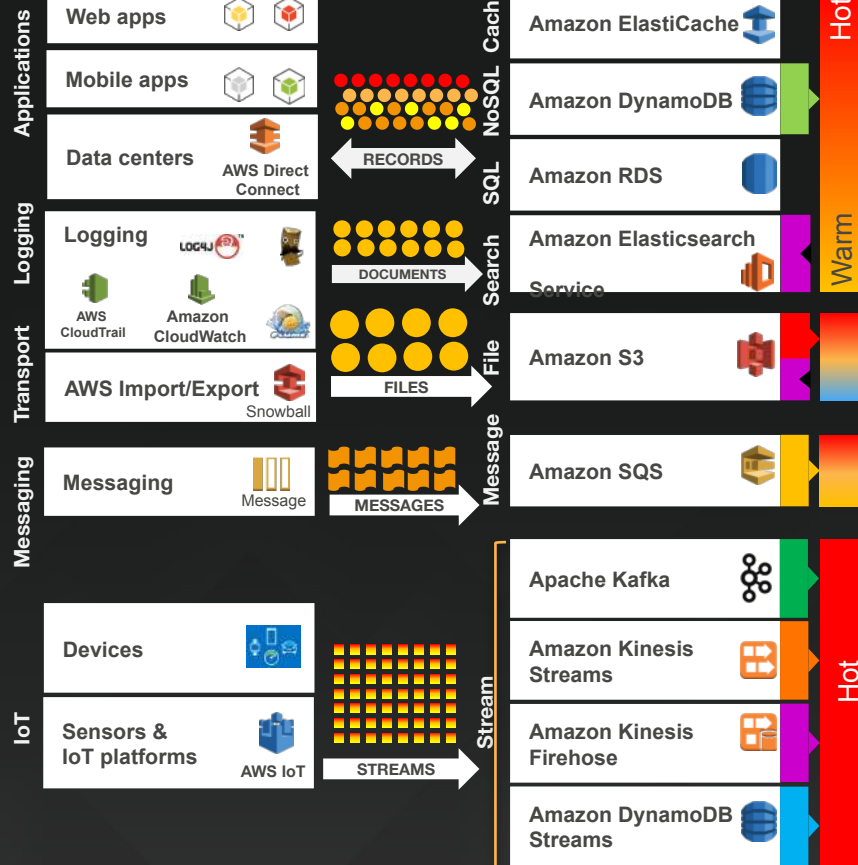 Applications
Web apps
Mobile apps
Data centers
AWS Direct
Connect
Logging
Logging
LOG4J
TM
AWS
CloudTrail
Amazon
CloudWatch
Transport
AWS Import/Export
Snowball
Messaging
Messaging
Message
IoT
Devices
Sensors &
IoT platforms
AWS IoT
RECORDS
DOCUMENTS
FILES
MESSAGES
STREAMS
Cach
NoSQL
SQL
Search
File
Message
Stream
Amazon ElastiCache
Amazon DynamoDB
Amazon RDS
Amazon Elasticsearch
Service
Amazon S3
Amazon SQS
Apache Kafka
Amazon Kinesis
Streams
Amazon Kinesis
Firehose
Amazon DynamoDB
Streams
Hot
Warm
Hot